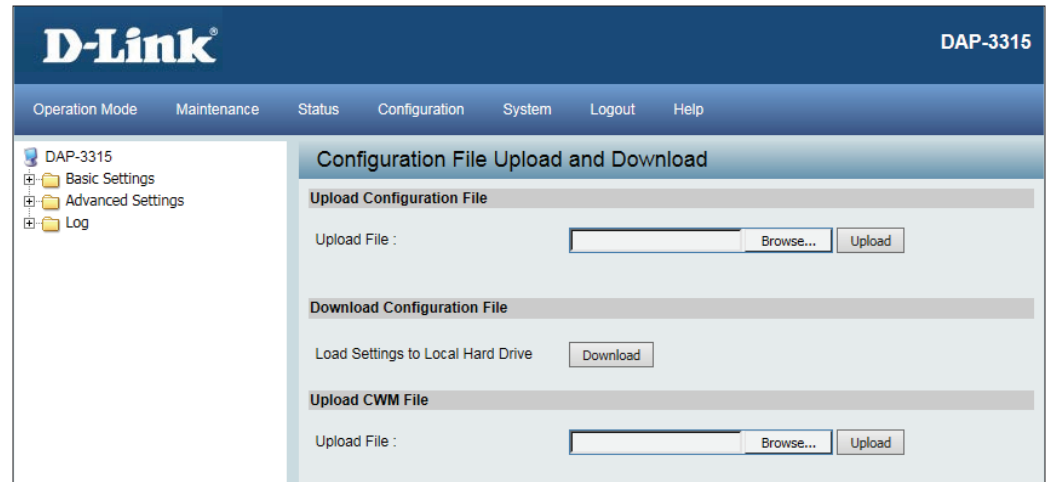 D-Link®
DAP-3315
Operation Mode Maintenance Status Configuration System Logout Help
DAP-3315
Basic Settings
Advanced Settings
Log
Configuration File Upload and Download
Upload Configuration File
Upload File : Browse... Upload
Download Configuration File
Load Settings to Local Hard Drive Download
Upload CWM File
Upload File : Browse... Upload